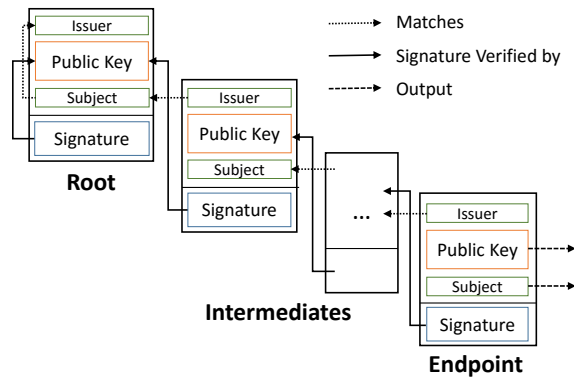 Issuer
Public Key
Subject
Signature
Root
Matches
Signature Verified by
Output
Issuer
Public Key
Subject
Signature
Intermediates
...
Issuer
Public Key
Subject
Signature
Endpoint